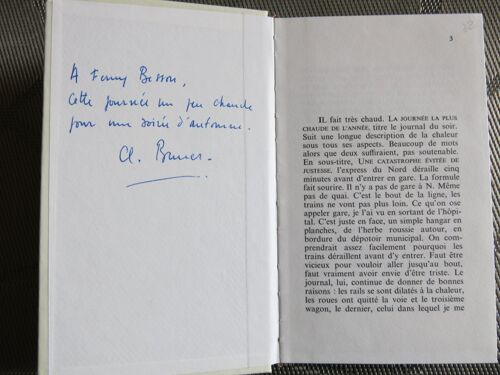 A Fanny Besson,
Cette journée un peu chaude
pour une soirée d'automne.
Cl. Brunes.
32
3
IL fait très chaud. LA JOURNÉE LA PLUS
CHAUDE DE L'ANNÉE, titre le journal du soir.
Suit une longue description de la chaleur
sous tous ses aspects. Beaucoup de mots
alors que deux suffiraient, pas soutenable.
En sous-titre, UNE CATASTROPHE ÉVITÉE DE
JUSTESSE, l'express du Nord déraille cinq
minutes avant d'entrer en gare. La formule
fait sourire. Il n'y a pas de gare à N. Même
pas de quai. C'est le bout de la ligne, les
trains ne vont pas plus loin. Ce qu'on ose
appeler gare, je l'ai vu en sortant de l'hôpi-
tal. C'est juste en face, un simple hangar en
planches, de l'herbe roussie autour, en
bordure du dépotoir municipal. On com-
prendrait assez facilement pourquoi les
trains déraillent avant d'y entrer. Faut être
vicieux pour vouloir aller jusqu'au bout,
faut vraiment avoir envie d'être triste. Le
journal, lui, continue de donner de bonnes
raisons : les rails se sont dilatés à la chaleur,
les roues ont quitté la voie et le troisième
wagon, le dernier, celui dans lequel je me